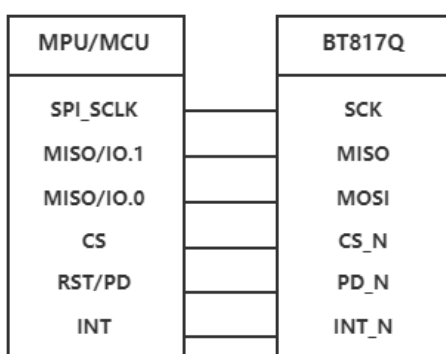 MPU/MCU BT817Q
SPI_SCLK SCK
MISO/IO.1 MISO
MISO/IO.0 MOSI
CS CS_N
RST/PD PD_N
INT INT_N